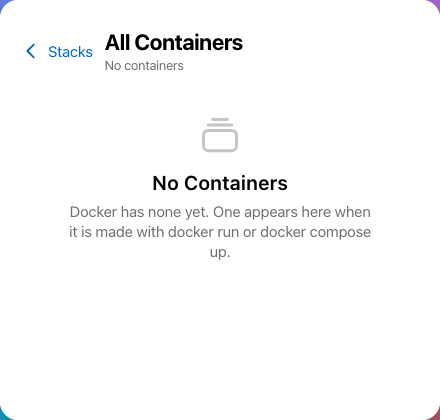 Stacks
All Containers
No containers
No Containers
Docker has none yet. One appears here when
it is made with docker run or docker compose
up.